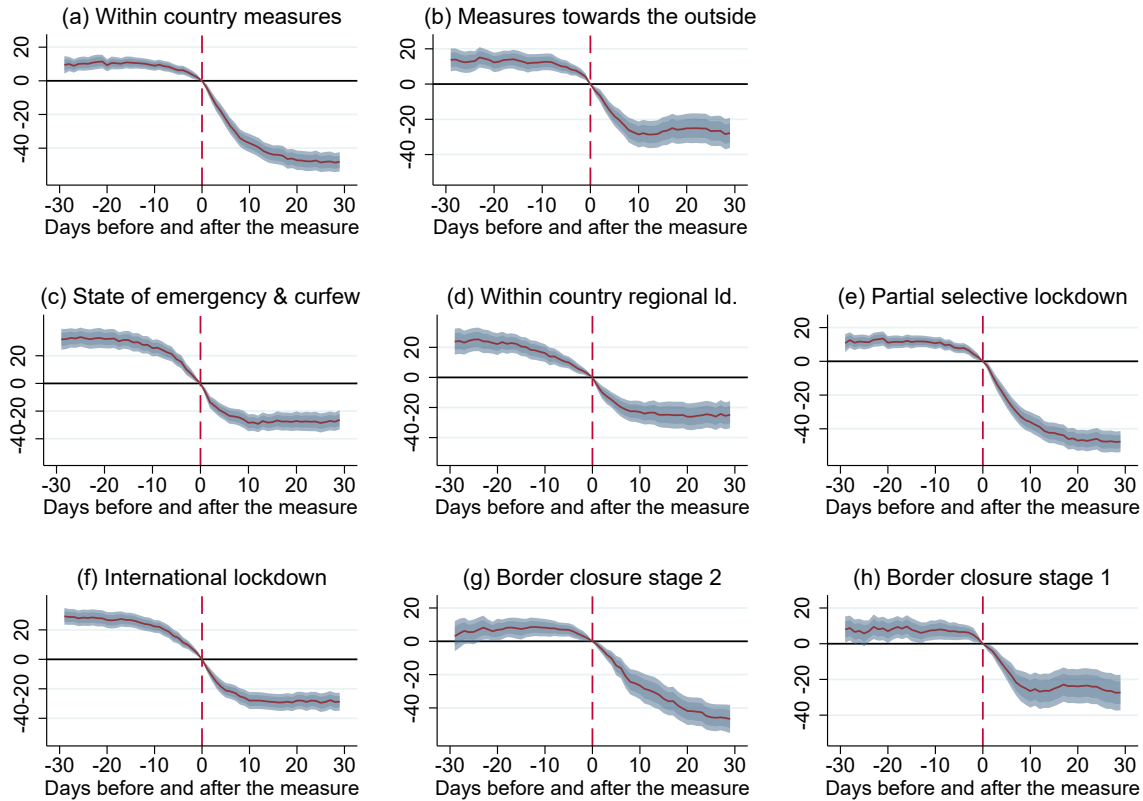 (a) Within country measures
20
0
-20
-40
-30 -20 -10 0 10 20 30
Days before and after the measure
(b) Measures towards the outside
20
0
-20
-40
-30 -20 -10 0 10 20 30
Days before and after the measure
(c) State of emergency & curfew
20
0
-20
-40
-30 -20 -10 0 10 20 30
Days before and after the measure
(d) Within country regional ld.
20
0
-20
-40
-30 -20 -10 0 10 20 30
Days before and after the measure
(e) Partial selective lockdown
20
0
-20
-40
-30 -20 -10 0 10 20 30
Days before and after the measure
(f) International lockdown
20
0
-20
-40
-30 -20 -10 0 10 20 30
Days before and after the measure
(g) Border closure stage 2
20
0
-20
-40
-30 -20 -10 0 10 20 30
Days before and after the measure
(h) Border closure stage 1
20
0
-20
-40
-30 -20 -10 0 10 20 30
Days before and after the measure